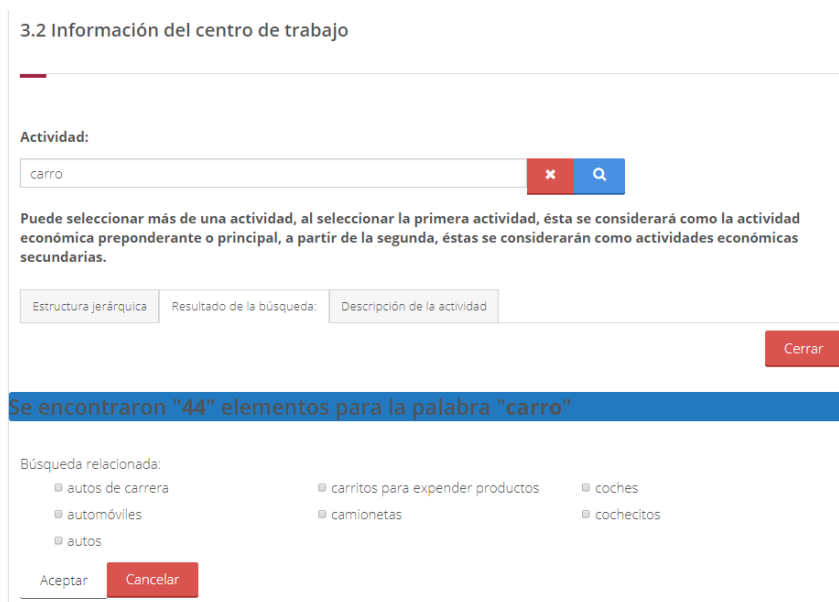 3.2 Información del centro de trabajo
Actividad:
carro
Puede seleccionar más de una actividad, al seleccionar la primera actividad, ésta se considerará como la actividad
económica preponderante o principal, a partir de la segunda, éstas se considerarán como actividades económicas
secundarias.
Estructura jerárquica Resultado de la búsqueda: Descripción de la actividad
Cerrar
Se encontraron "44" elementos para la palabra "carro"
Búsqueda relacionada:
autos de carrera carritos para expender productos coches
automóviles camionetas cochecitos
autos
Aceptar Cancelar